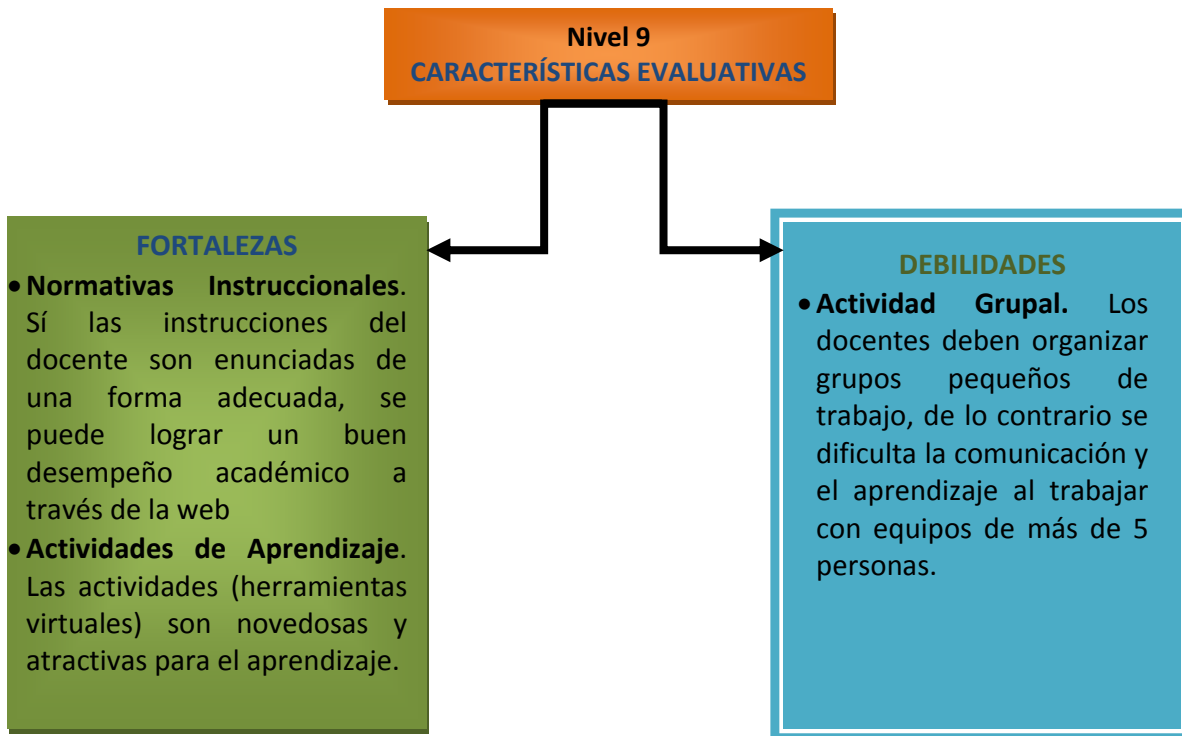 Nivel 9
CARACTERÍSTICAS EVALUATIVAS
FORTALEZAS
• Normativas Instruccionales.
Sí las instrucciones del
docente son enunciadas de
una forma adecuada, se
puede lograr un buen
desempeño académico a
través de la web
• Actividades de Aprendizaje.
Las actividades (herramientas
virtuales) son novedosas y
atractivas para el aprendizaje.
DEBILIDADES
• Actividad Grupal. Los
docentes deben organizar
grupos pequeños de
trabajo, de lo contrario se
dificulta la comunicación y
el aprendizaje al trabajar
con equipos de más de 5
personas.